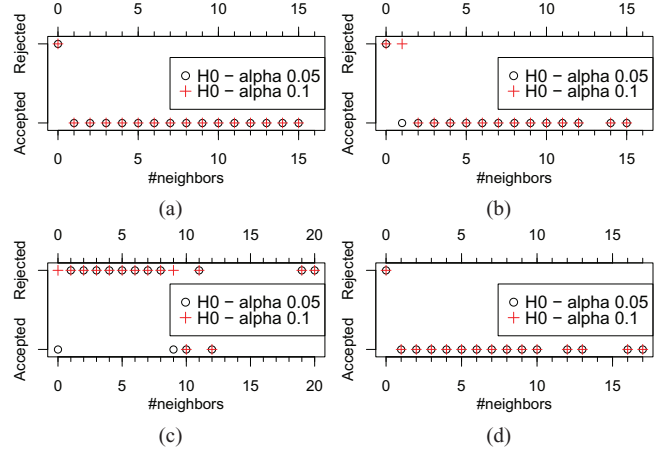 0 5 10 15
Rejected
Accepted
H0 − alpha 0.05
H0 − alpha 0.1
0 5 10 15
#neighbors
(a)
0 5 10 15
Rejected
Accepted
H0 − alpha 0.05
H0 − alpha 0.1
0 5 10 15
#neighbors
(b)
0 5 10 15 20
Rejected
Accepted
H0 − alpha 0.05
H0 − alpha 0.1
0 5 10 15 20
#neighbors
(c)
0 5 10 15
Rejected
Accepted
H0 − alpha 0.05
H0 − alpha 0.1
0 5 10 15
#neighbors
(d)